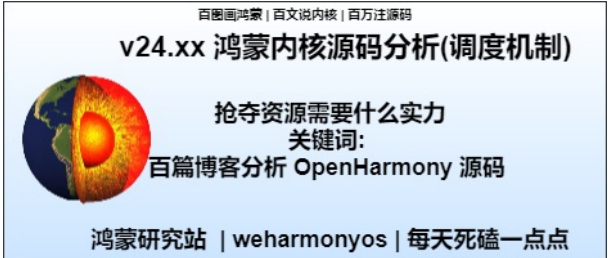 百图画鸿蒙 | 百文说内核 | 百万注源码
v24.xx 鸿蒙内核源码分析(调度机制)
抢夺资源需要什么实力
关键词:
百篇博客分析 OpenHarmony 源码
鸿蒙研究站 | weharmonyos | 每天死磕一点点